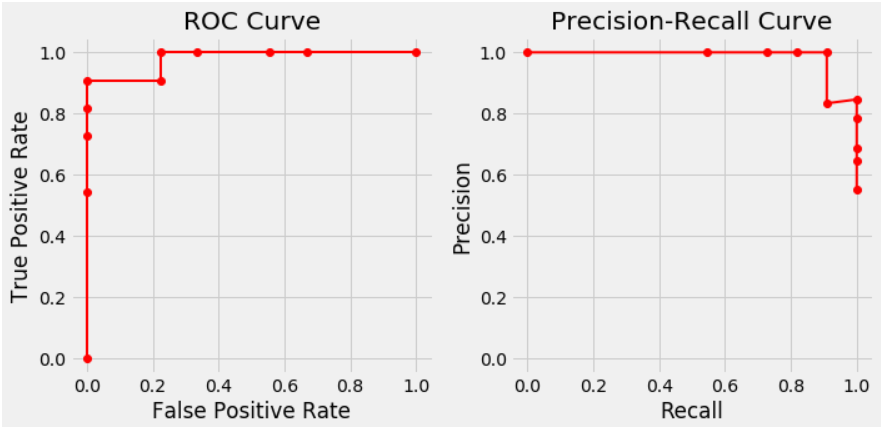 ROC Curve
True Positive Rate
1.0
0.8
0.6
0.4
0.2
0.0
0.0 0.2 0.4 0.6 0.8 1.0
False Positive Rate
Precision-Recall Curve
Precision
1.0
0.8
0.6
0.4
0.2
0.0
0.0 0.2 0.4 0.6 0.8 1.0
Recall